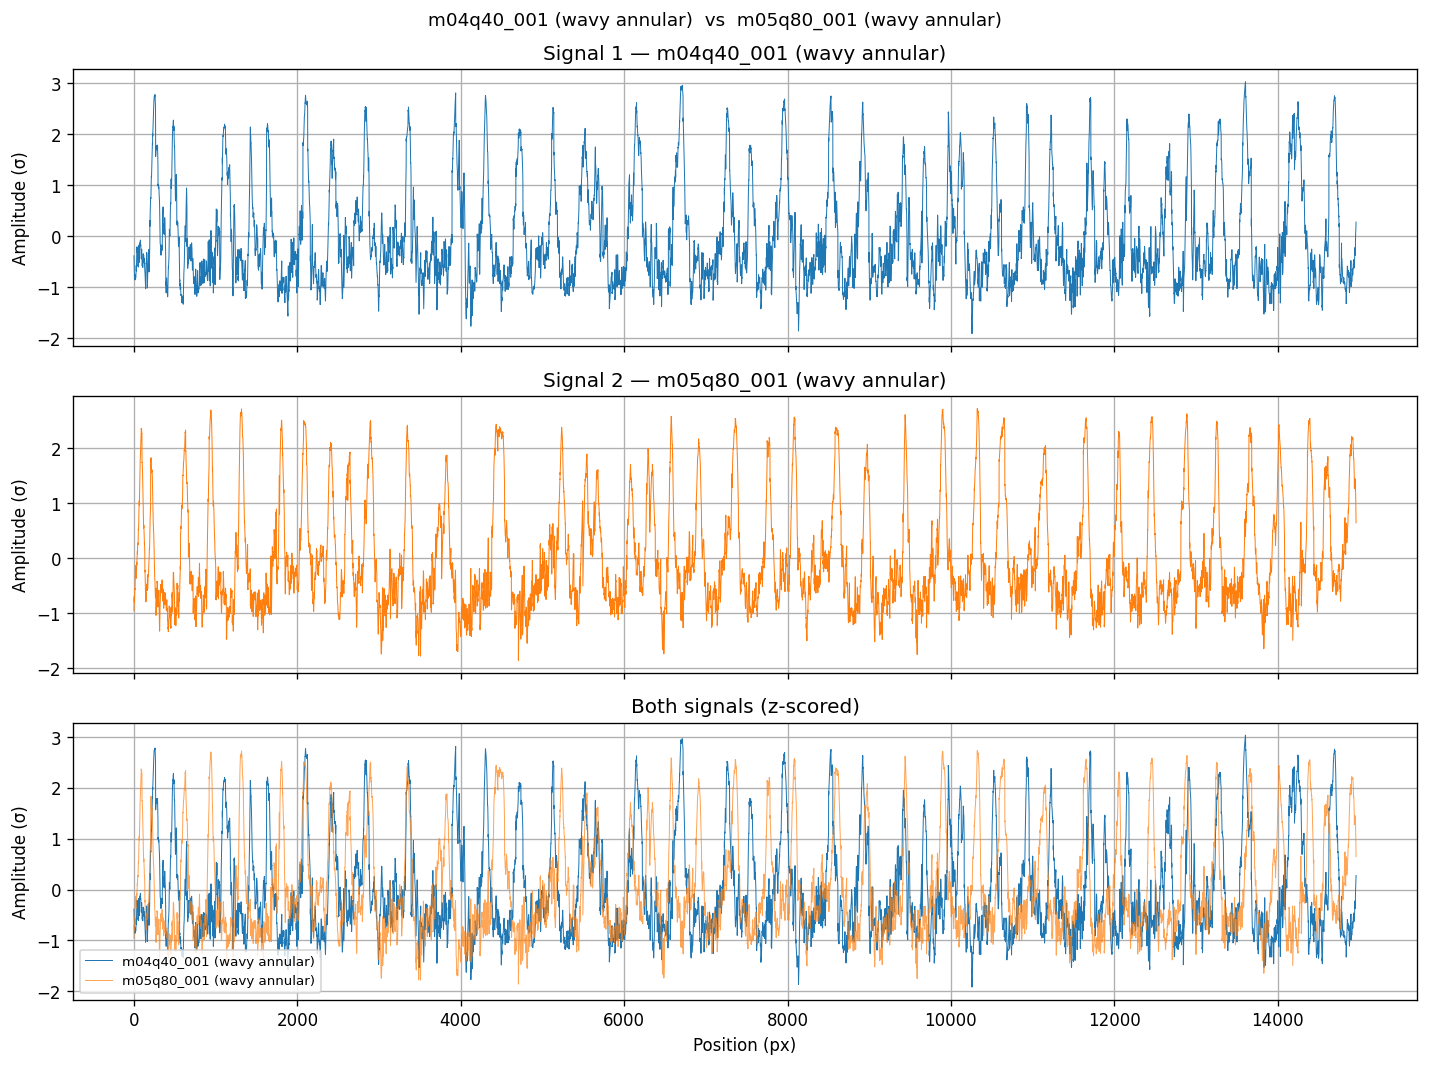 m04q40_001 (wavy annular)  vs  m05q80_001 (wavy annular)
Signal 1 — m04q40_001 (wavy annular)
3
2
1
0
−1
−2
Amplitude (σ)
Signal 2 — m05q80_001 (wavy annular)
2
1
0
−1
−2
Amplitude (σ)
Both signals (z-scored)
3
2
1
0
−1
−2
Amplitude (σ)
m04q40_001 (wavy annular)
m05q80_001 (wavy annular)
0 2000 4000 6000 8000 10000 12000 14000
Position (px)